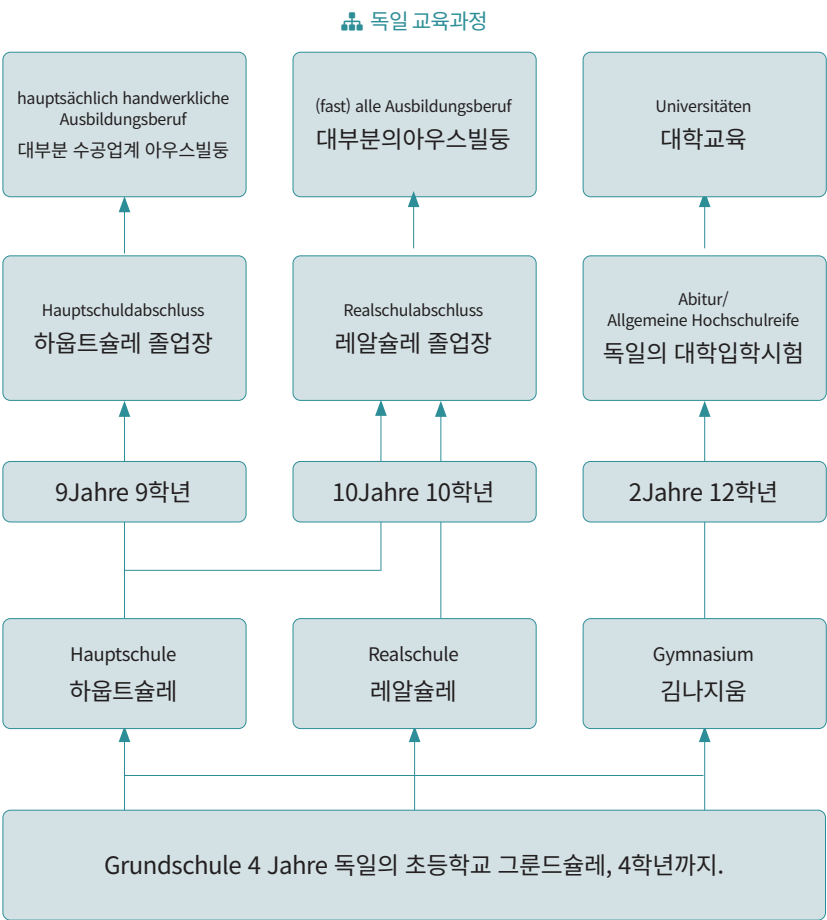 독일 교육과정
hauptsächlich handwerkliche
Ausbildungsberuf
대부분 수공업계 아우스빌둥
(fast) alle Ausbildungsberuf
대부분의아우스빌둥
Universitäten
대학교육
Hauptschuldabschluss
하웁트슐레 졸업장
Realschulabschluss
레알슐레 졸업장
Abitur/
Allgemeine Hochschulreife
독일의 대학입학시험
9Jahre 9학년
10Jahre 10학년
2Jahre 12학년
Hauptschule
하웁트슐레
Realschule
레알슐레
Gymnasium
김나지움
Grundschule 4 Jahre 독일의 초등학교 그룬드슐레, 4학년까지.